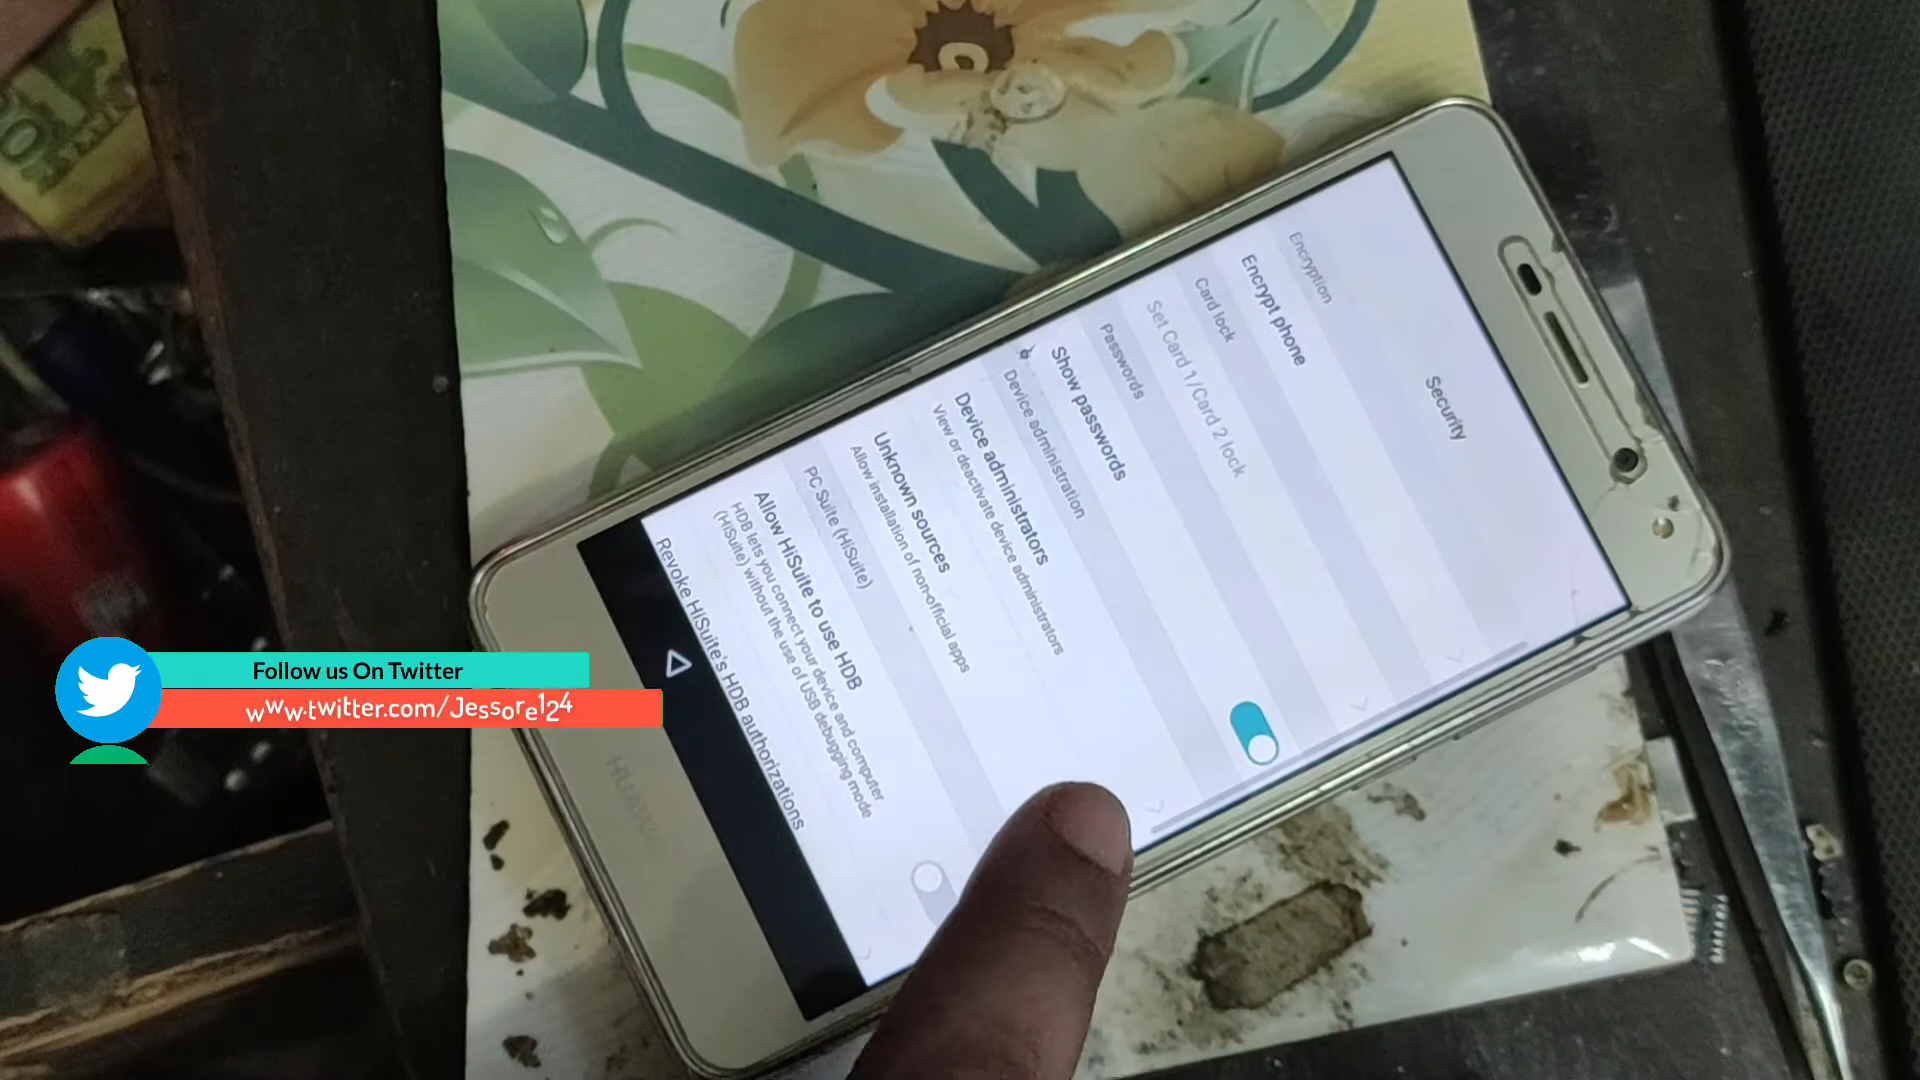 Security
Encryption
Encrypt phone
Card lock
Set Card 1/Card 2 lock
Passwords
Show passwords
Device administration
Device administrators
View or deactivate device administrators
Unknown sources
Allow installation of non-official apps
PC Suite (HiSuite)
Allow HiSuite to use HDB
HDB lets you connect your device and computer
(HiSuite) without the use of USB debugging mode
Revoke HiSuite's HDB authorizations
HUAWEI
Follow us On Twitter
www.twitter.com/Jessore124